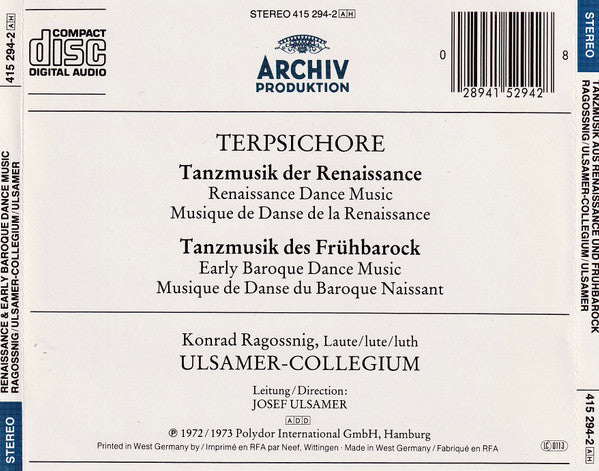 STEREO 415 294-2 AH
COMPACT
disc
DIGITAL AUDIO
ARCHIV
PRODUKTION
0 28941 52942 8
TERPSICHORE
Tanzmusik der Renaissance
Renaissance Dance Music
Musique de Danse de la Renaissance
Tanzmusik des Frühbarock
Early Baroque Dance Music
Musique de Danse du Baroque Naissant
Konrad Ragossnig, Laute/lute/luth
ULSAMER-COLLEGIUM
Leitung/Direction:
JOSEF ULSAMER
ADD
℗ 1972/1973 Polydor International GmbH, Hamburg
Printed in West Germany by / Imprimé en RFA par Neef, Wittingen · Made in West Germany / Fabriqué en RFA
LC 0113
STEREO
RENAISSANCE & EARLY BAROQUE DANCE MUSIC
RAGOSSNIG/ULSAMER-COLLEGIUM/ULSAMER
415 294-2 AH
STEREO
TANZMUSIK AUS RENAISSANCE UND FRÜHBAROCK
RAGOSSNIG/ULSAMER-COLLEGIUM/ULSAMER
415 294-2 AH